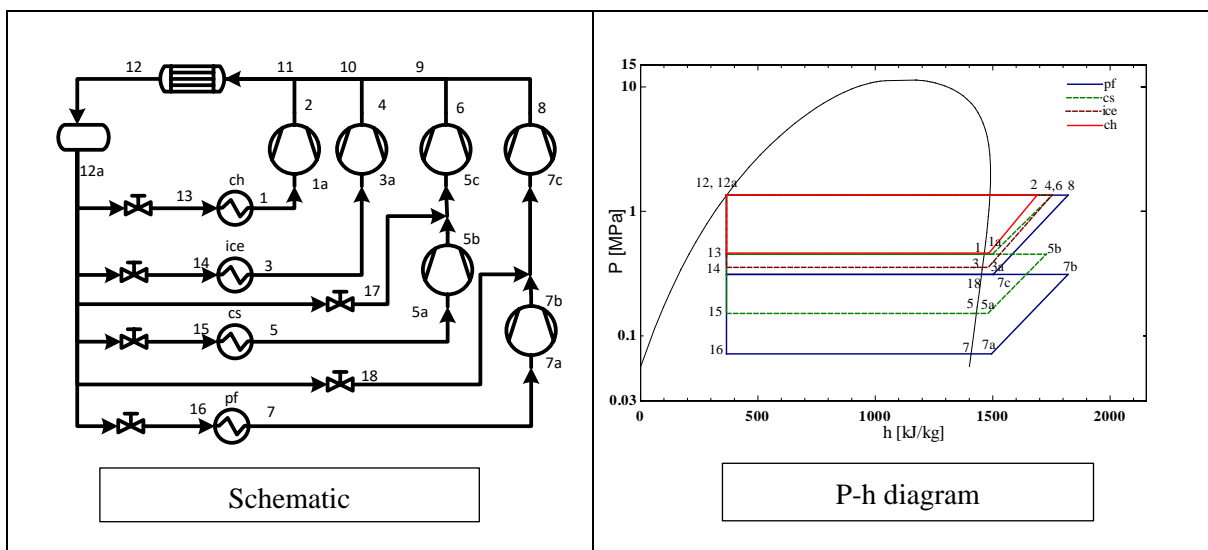 12
11
10
9
2
4
6
8
12a
1a
3a
5c
7c
ch
13
1
ice
14
3
5b
17
7b
cs
15
5
5a
7a
18
pf
16
7
Schematic
15
10
1
0.1
0.03
P [MPa]
pf
cs
ice
ch
12, 12a
2
4,6
8
1a
1
5b
13
3
3a
14
18
7c
7b
5
5a
15
16
7
7a
0
500
1000
1500
2000
h [kJ/kg]
P-h diagram